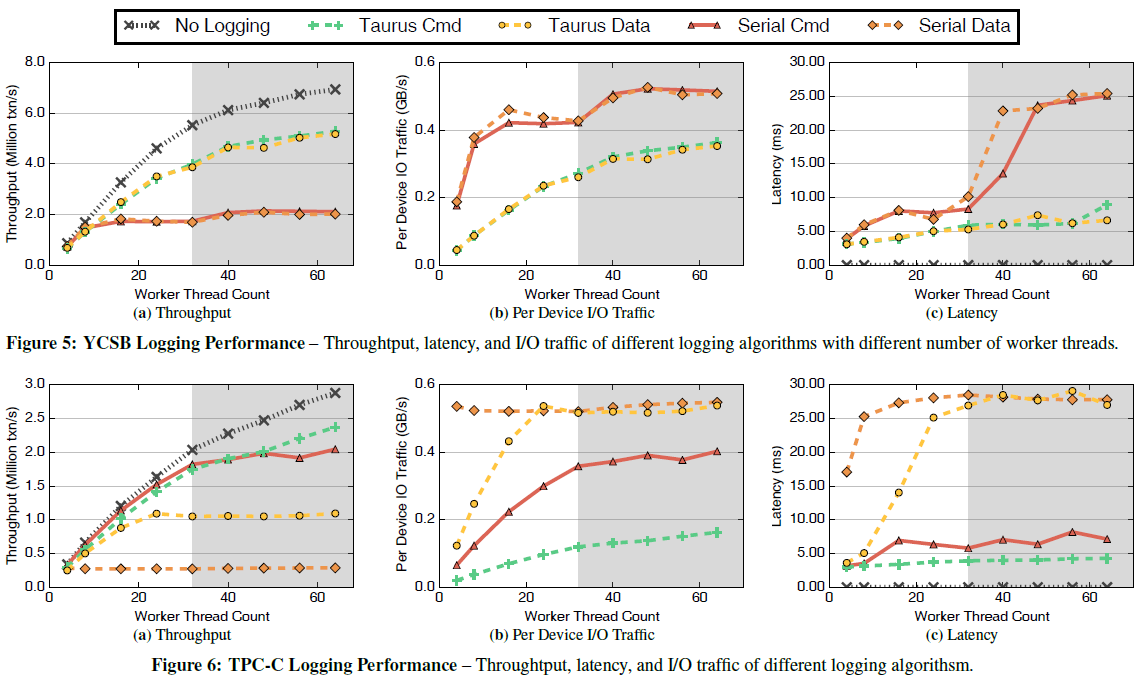 No Logging Taurus Cmd Taurus Data Serial Cmd Serial Data
Throughput (Million txn/s)
8.0
6.0
4.0
2.0
0.0
0 20 40 60
Worker Thread Count
(a) Throughput
Per Device IO Traffic (GB/s)
0.6
0.4
0.2
0.0
0 20 40 60
Worker Thread Count
(b) Per Device I/O Traffic
Latency (ms)
30.00
25.00
20.00
15.00
10.00
5.00
0.00
0 20 40 60
Worker Thread Count
(c) Latency
Figure 5: YCSB Logging Performance – Throughtput, latency, and I/O traffic of different logging algorithms with different number of worker threads.
Throughput (Million txn/s)
3.0
2.5
2.0
1.5
1.0
0.5
0.0
0 20 40 60
Worker Thread Count
(a) Throughput
Per Device IO Traffic (GB/s)
0.6
0.4
0.2
0.0
0 20 40 60
Worker Thread Count
(b) Per Device I/O Traffic
Latency (ms)
30.00
25.00
20.00
15.00
10.00
5.00
0.00
0 20 40 60
Worker Thread Count
(c) Latency
Figure 6: TPC-C Logging Performance – Throughtput, latency, and I/O traffic of different logging algorithsm.